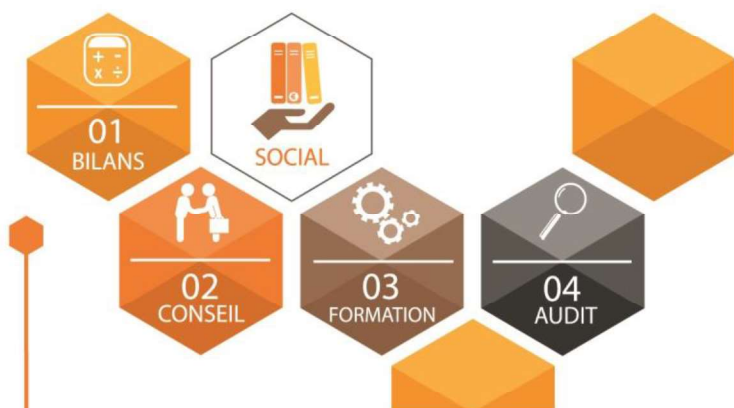 01
BILANS
SOCIAL
02
CONSEIL
03
FORMATION
04
AUDIT